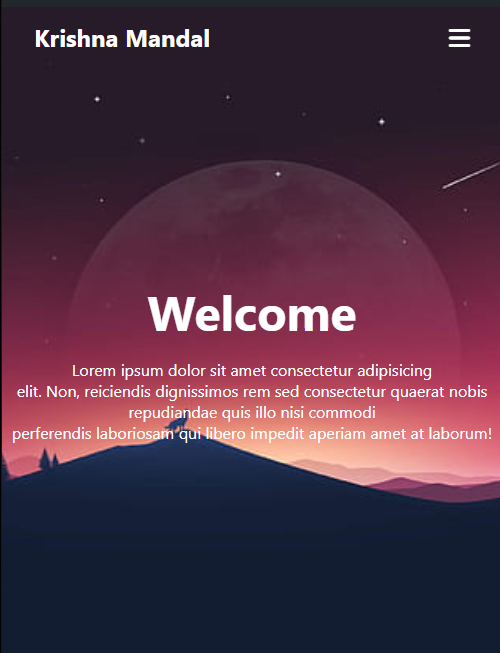 Krishna Mandal
Welcome
Lorem ipsum dolor sit amet consectetur adipisicing
elit. Non, reiciendis dignissimos rem sed consectetur quaerat nobis
repudiandae quis illo nisi commodi
perferendis laboriosam qui libero impedit aperiam amet at laborum!